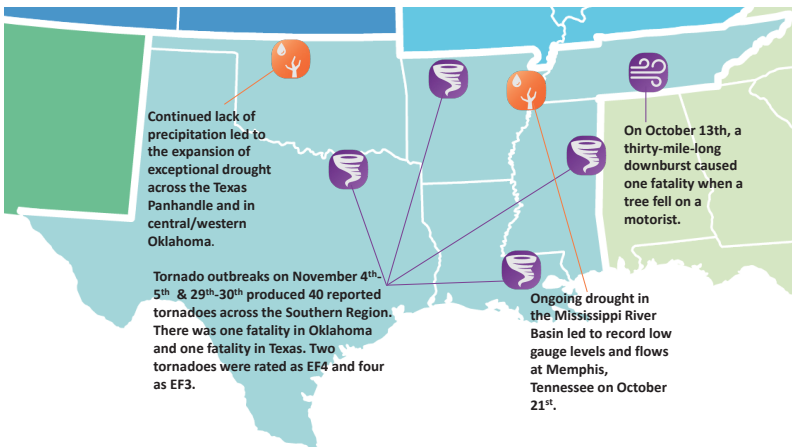 Continued lack of
precipitation led to
the expansion of
exceptional drought
across the Texas
Panhandle and in
central/western
Oklahoma.
On October 13th, a
thirty-mile-long
downburst caused
one fatality when a
tree fell on a
motorist.
Tornado outbreaks on November 4th-
5th & 29th-30th produced 40 reported
tornadoes across the Southern Region.
There was one fatality in Oklahoma
and one fatality in Texas. Two
tornadoes were rated as EF4 and four
as EF3.
Ongoing drought in
the Mississippi River
Basin led to record low
gauge levels and flows
at Memphis,
Tennessee on October
21st.